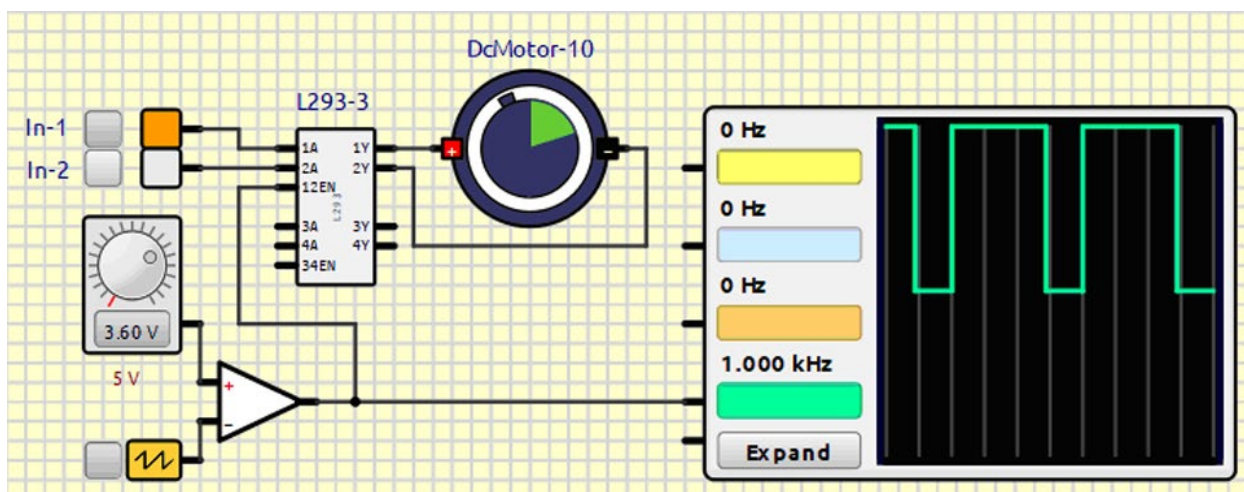 DcMotor-10
L293-3
In-1
In-2
1A 1Y
2A 2Y
12EN
L293
3A 3Y
4A 4Y
34EN
+
-
3.60 V
5 V
+
-
0 Hz
0 Hz
0 Hz
1.000 kHz
Expand